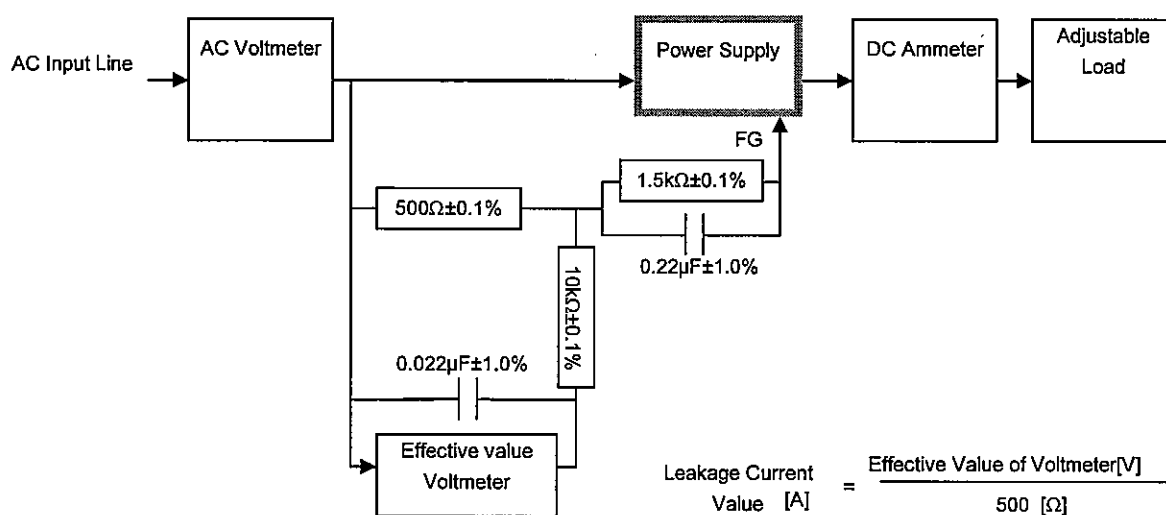 AC Input Line
AC Voltmeter
Power Supply
DC Ammeter
Adjustable
Load
FG
1.5kΩ±0.1%
500Ω±0.1%
0.22µF±1.0%
10kΩ±0.1%
0.022µF±1.0%
Effective value
Voltmeter
Leakage Current
Value [A]
=
Effective Value of Voltmeter[V]
500 [Ω]